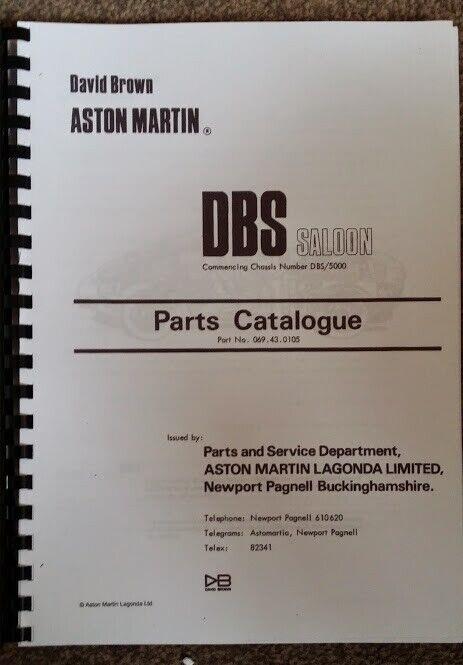 David Brown
ASTON MARTIN ®
DBS SALOON
Commencing Chassis Number DBS/5000
Parts Catalogue
Part No. 069.43.0105
Issued by:
Parts and Service Department,
ASTON MARTIN LAGONDA LIMITED,
Newport Pagnell Buckinghamshire.
Telephone: Newport Pagnell 610620
Telegrams: Astomartia, Newport Pagnell
Telex: 82341
DB
DAVID BROWN
© Aston Martin Lagonda Ltd